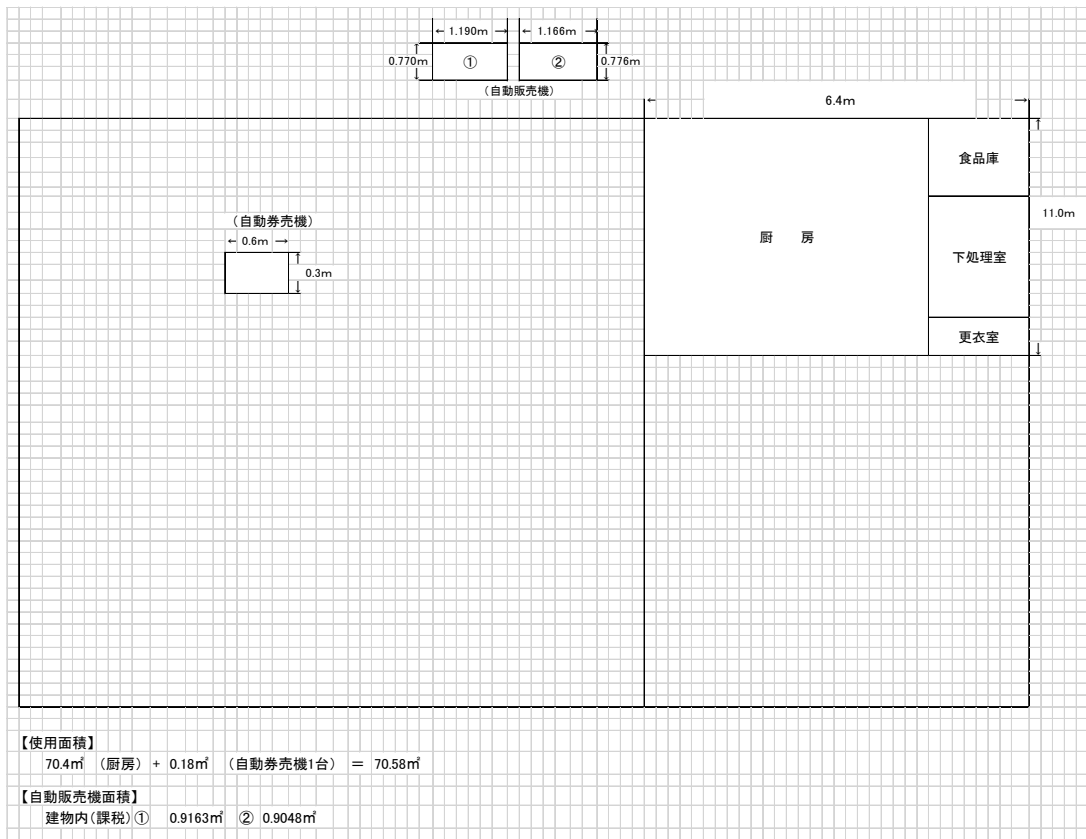 ← 1.190m →
← 1.166m →
0.770m
①
②
0.776m
(自動販売機)
← 6.4m →
食品庫
11.0m
(自動券売機)
← 0.6m →
厨 房
下処理室
0.3m
更衣室
【使用面積】
70.4㎡ (厨房) + 0.18㎡ (自動券売機1台) = 70.58㎡
【自動販売機面積】
建物内(課税)① 0.9163㎡ ② 0.9048㎡